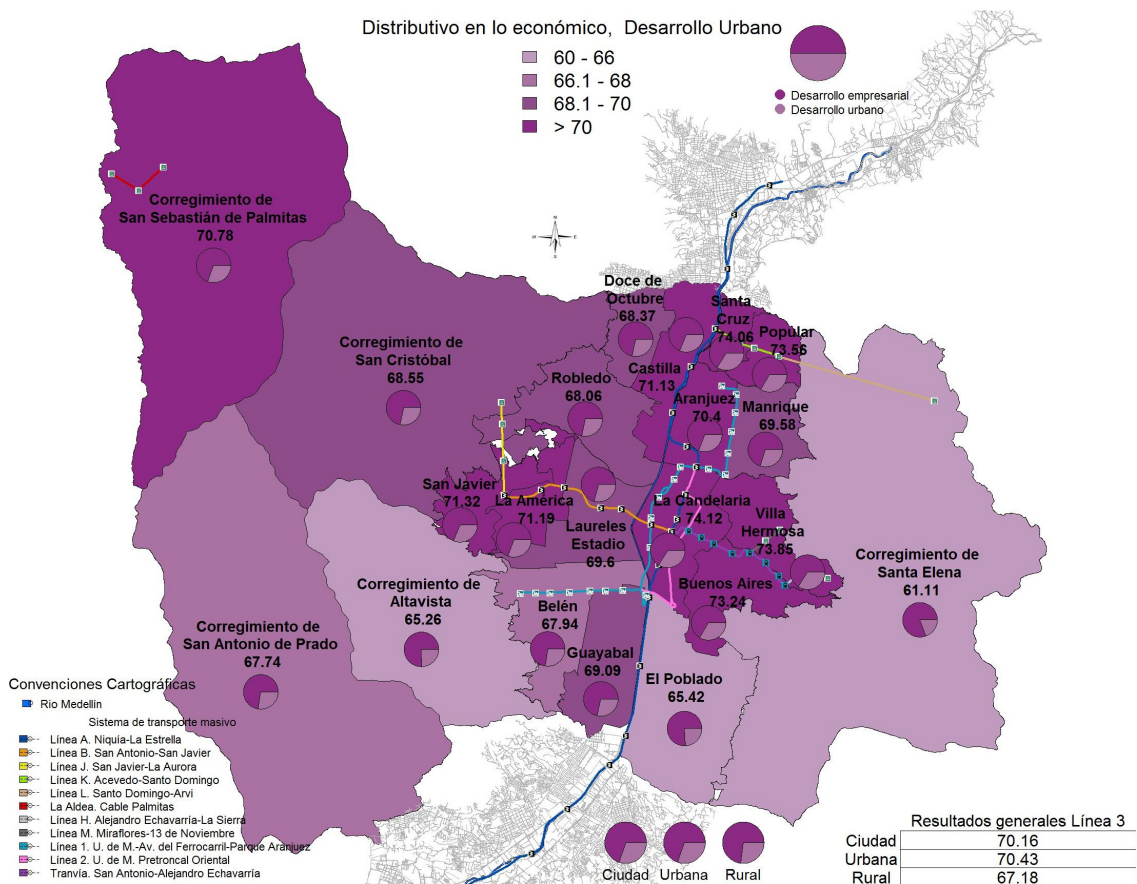 Distributivo en lo económico, Desarrollo Urbano
60 - 66
66.1 - 68
68.1 - 70
> 70
Desarrollo empresarial
Desarrollo urbano
N
W
E
S
Corregimiento de
San Sebastián de Palmitas
70.78
Doce de
Octubre
68.37
Santa
Cruz
74.06
Popular
73.56
Corregimiento de
San Cristóbal
68.55
Castilla
71.13
Robledo
68.06
Aranjuez
70.4
Manrique
69.58
San Javier
71.32
La América
71.19
La Candelaria
74.12
Laureles
Estadio
69.6
Villa
Hermosa
73.85
Corregimiento de
Santa Elena
61.11
Corregimiento de
Altavista
65.26
Buenos Aires
73.24
Belén
67.94
Corregimiento de
San Antonio de Prado
67.74
Guayabal
69.09
El Poblado
65.42
Convenciones Cartográficas
Rio Medellín
Sistema de transporte masivo
Línea A. Niquía-La Estrella
Línea B. San Antonio-San Javier
Línea J. San Javier-La Aurora
Línea K. Acevedo-Santo Domingo
Línea L. Santo Domingo-Arvi
La Aldea. Cable Palmitas
Línea H. Alejandro Echavarría-La Sierra
Línea M. Miraflores-13 de Noviembre
Línea 1. U. de M.-Av. del Ferrocarril-Parque Aranjuez
Línea 2. U. de M. Pretroncal Oriental
Tranvía. San Antonio-Alejandro Echavarría
Ciudad
Urbana
Rural
Resultados generales Línea 3
Ciudad 70.16
Urbana 70.43
Rural 67.18